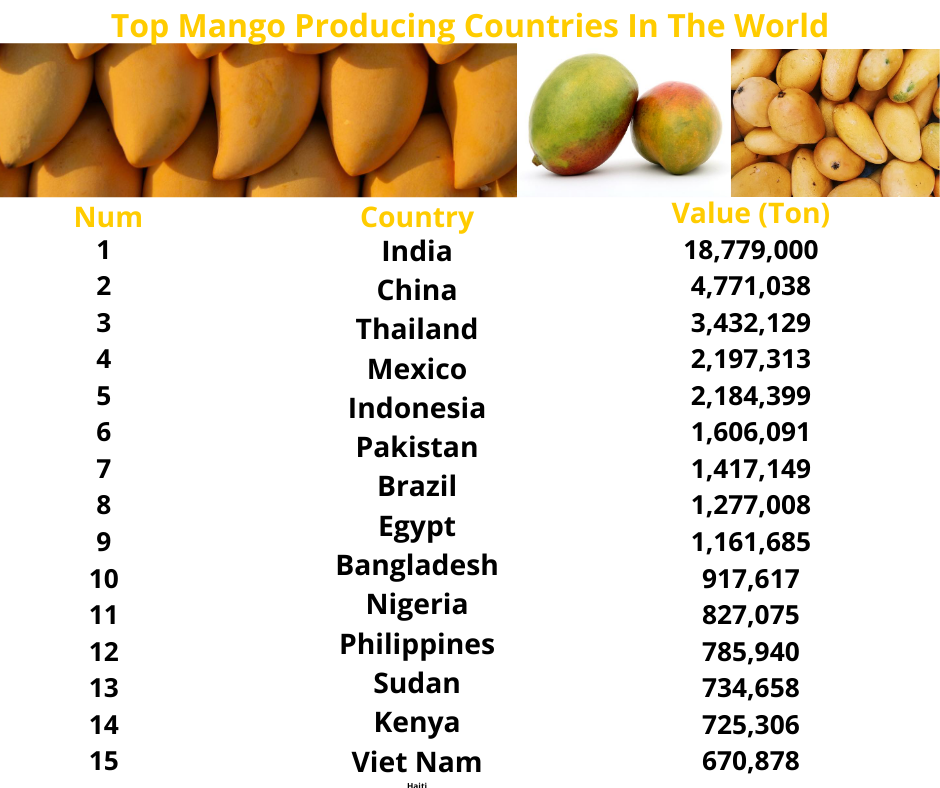 Top Mango Producing Countries In The World
Num Country Value (Ton)
1 India 18,779,000
2 China 4,771,038
3 Thailand 3,432,129
4 Mexico 2,197,313
5 Indonesia 2,184,399
6 Pakistan 1,606,091
7 Brazil 1,417,149
8 Egypt 1,277,008
9 Bangladesh 1,161,685
10 Nigeria 917,617
11 Philippines 827,075
12 Sudan 785,940
13 Kenya 734,658
14 Viet Nam 725,306
15 Haiti 670,878